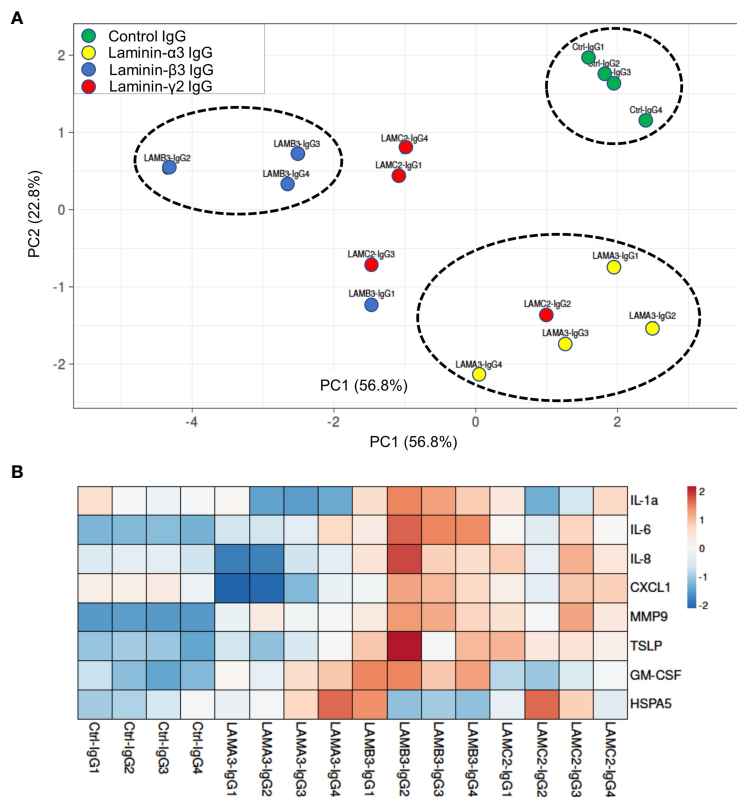 A
Control IgG
Laminin-α3 IgG
Laminin-β3 IgG
Laminin-γ2 IgG
Ctrl-IgG1
Ctrl-IgG2
IgG3
Ctrl-IgG4
LAMB3-IgG2
LAMB3-IgG3
LAMB3-IgG4
LAMC2-IgG4
LAMC2-IgG1
LAMC2-IgG3
LAMB3-IgG1
LAMA3-IgG1
LAMC2-IgG2
LAMA3-IgG2
LAMA3-IgG3
LAMA3-IgG4
2
1
0
-1
-2
PC2 (22.8%)
PC1 (56.8%)
-4
-2
0
2
PC1 (56.8%)
B
IL-1a
IL-6
IL-8
CXCL1
MMP9
TSLP
GM-CSF
HSPA5
2
1
0
-1
-2
Ctrl-IgG1
Ctrl-IgG2
Ctrl-IgG3
Ctrl-IgG4
LAMA3-IgG1
LAMA3-IgG2
LAMA3-IgG3
LAMA3-IgG4
LAMB3-IgG1
LAMB3-IgG2
LAMB3-IgG3
LAMB3-IgG4
LAMC2-IgG1
LAMC2-IgG2
LAMC2-IgG3
LAMC2-IgG4